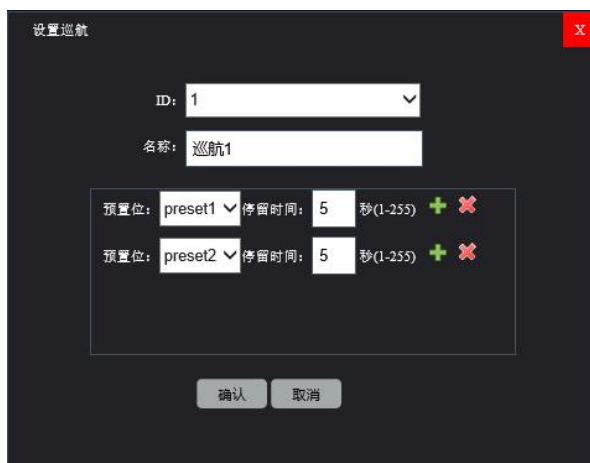 设置巡航 X
ID: 1
名称: 巡航1
预置位: preset1 停留时间: 5 秒(1-255)
预置位: preset2 停留时间: 5 秒(1-255)
确认 取消